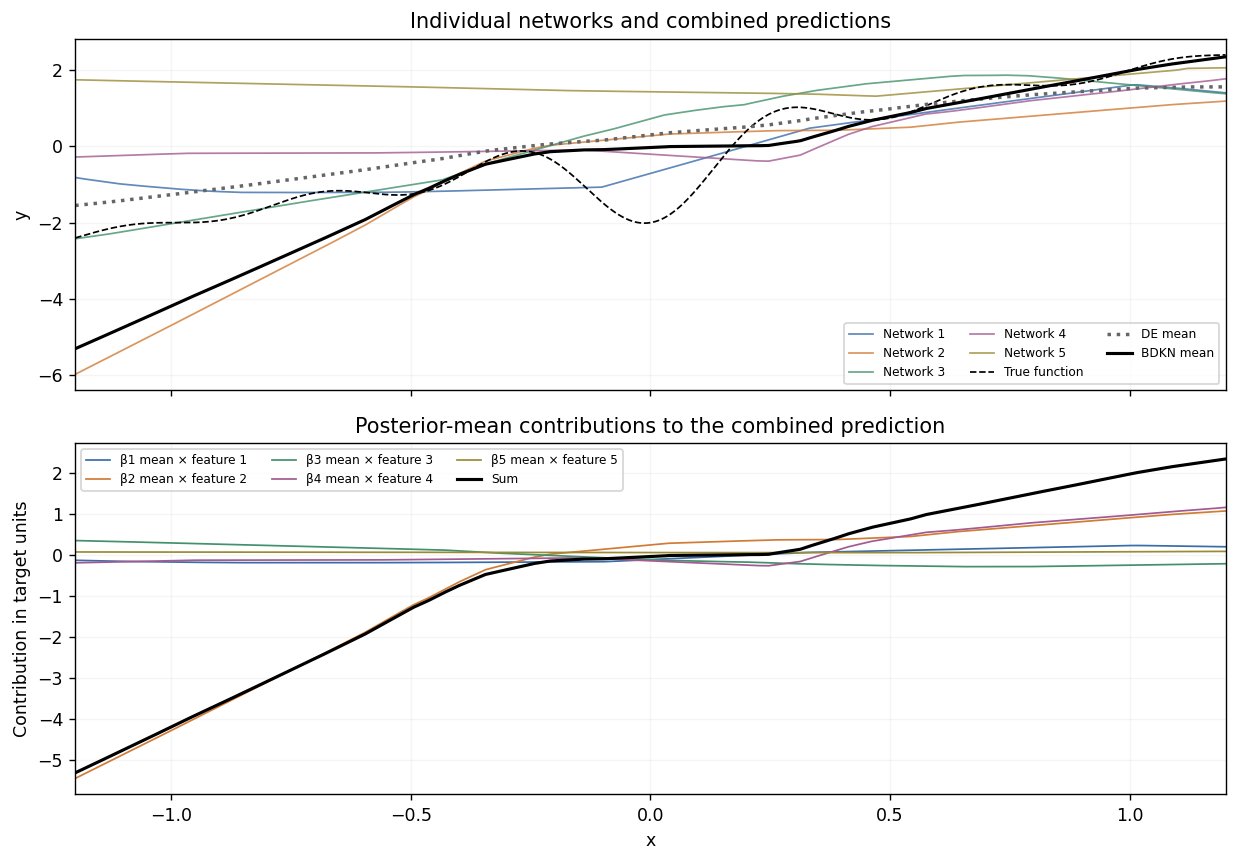 Individual networks and combined predictions
2
0
−2
−4
−6
y
Network 1
Network 2
Network 3
Network 4
Network 5
True function
DE mean
BDKN mean
Posterior-mean contributions to the combined prediction
2
1
0
−1
−2
−3
−4
−5
Contribution in target units
β1 mean × feature 1
β2 mean × feature 2
β3 mean × feature 3
β4 mean × feature 4
β5 mean × feature 5
Sum
−1.0
−0.5
0.0
0.5
1.0
x